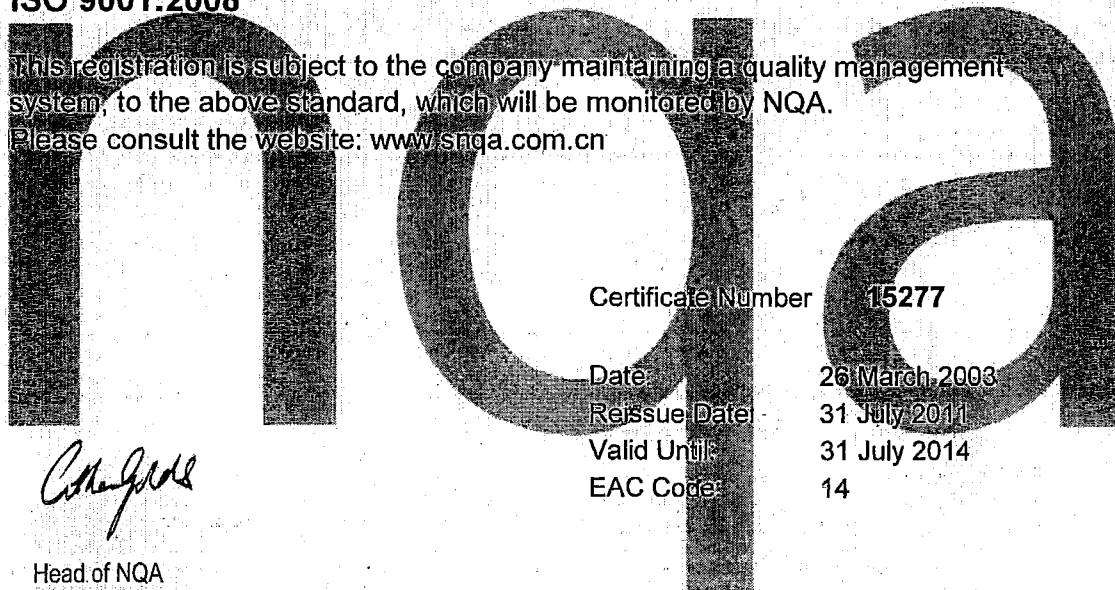 ISO 9001:2008
This registration is subject to the company maintaining a quality management
system, to the above standard, which will be monitored by NQA.
Please consult the website: www.snqa.com.cn
nqa
Certificate Number 15277
Date: 26 March 2003
Reissue Date: 31 July 2011
Valid Until: 31 July 2014
EAC Code: 14
Head of NQA